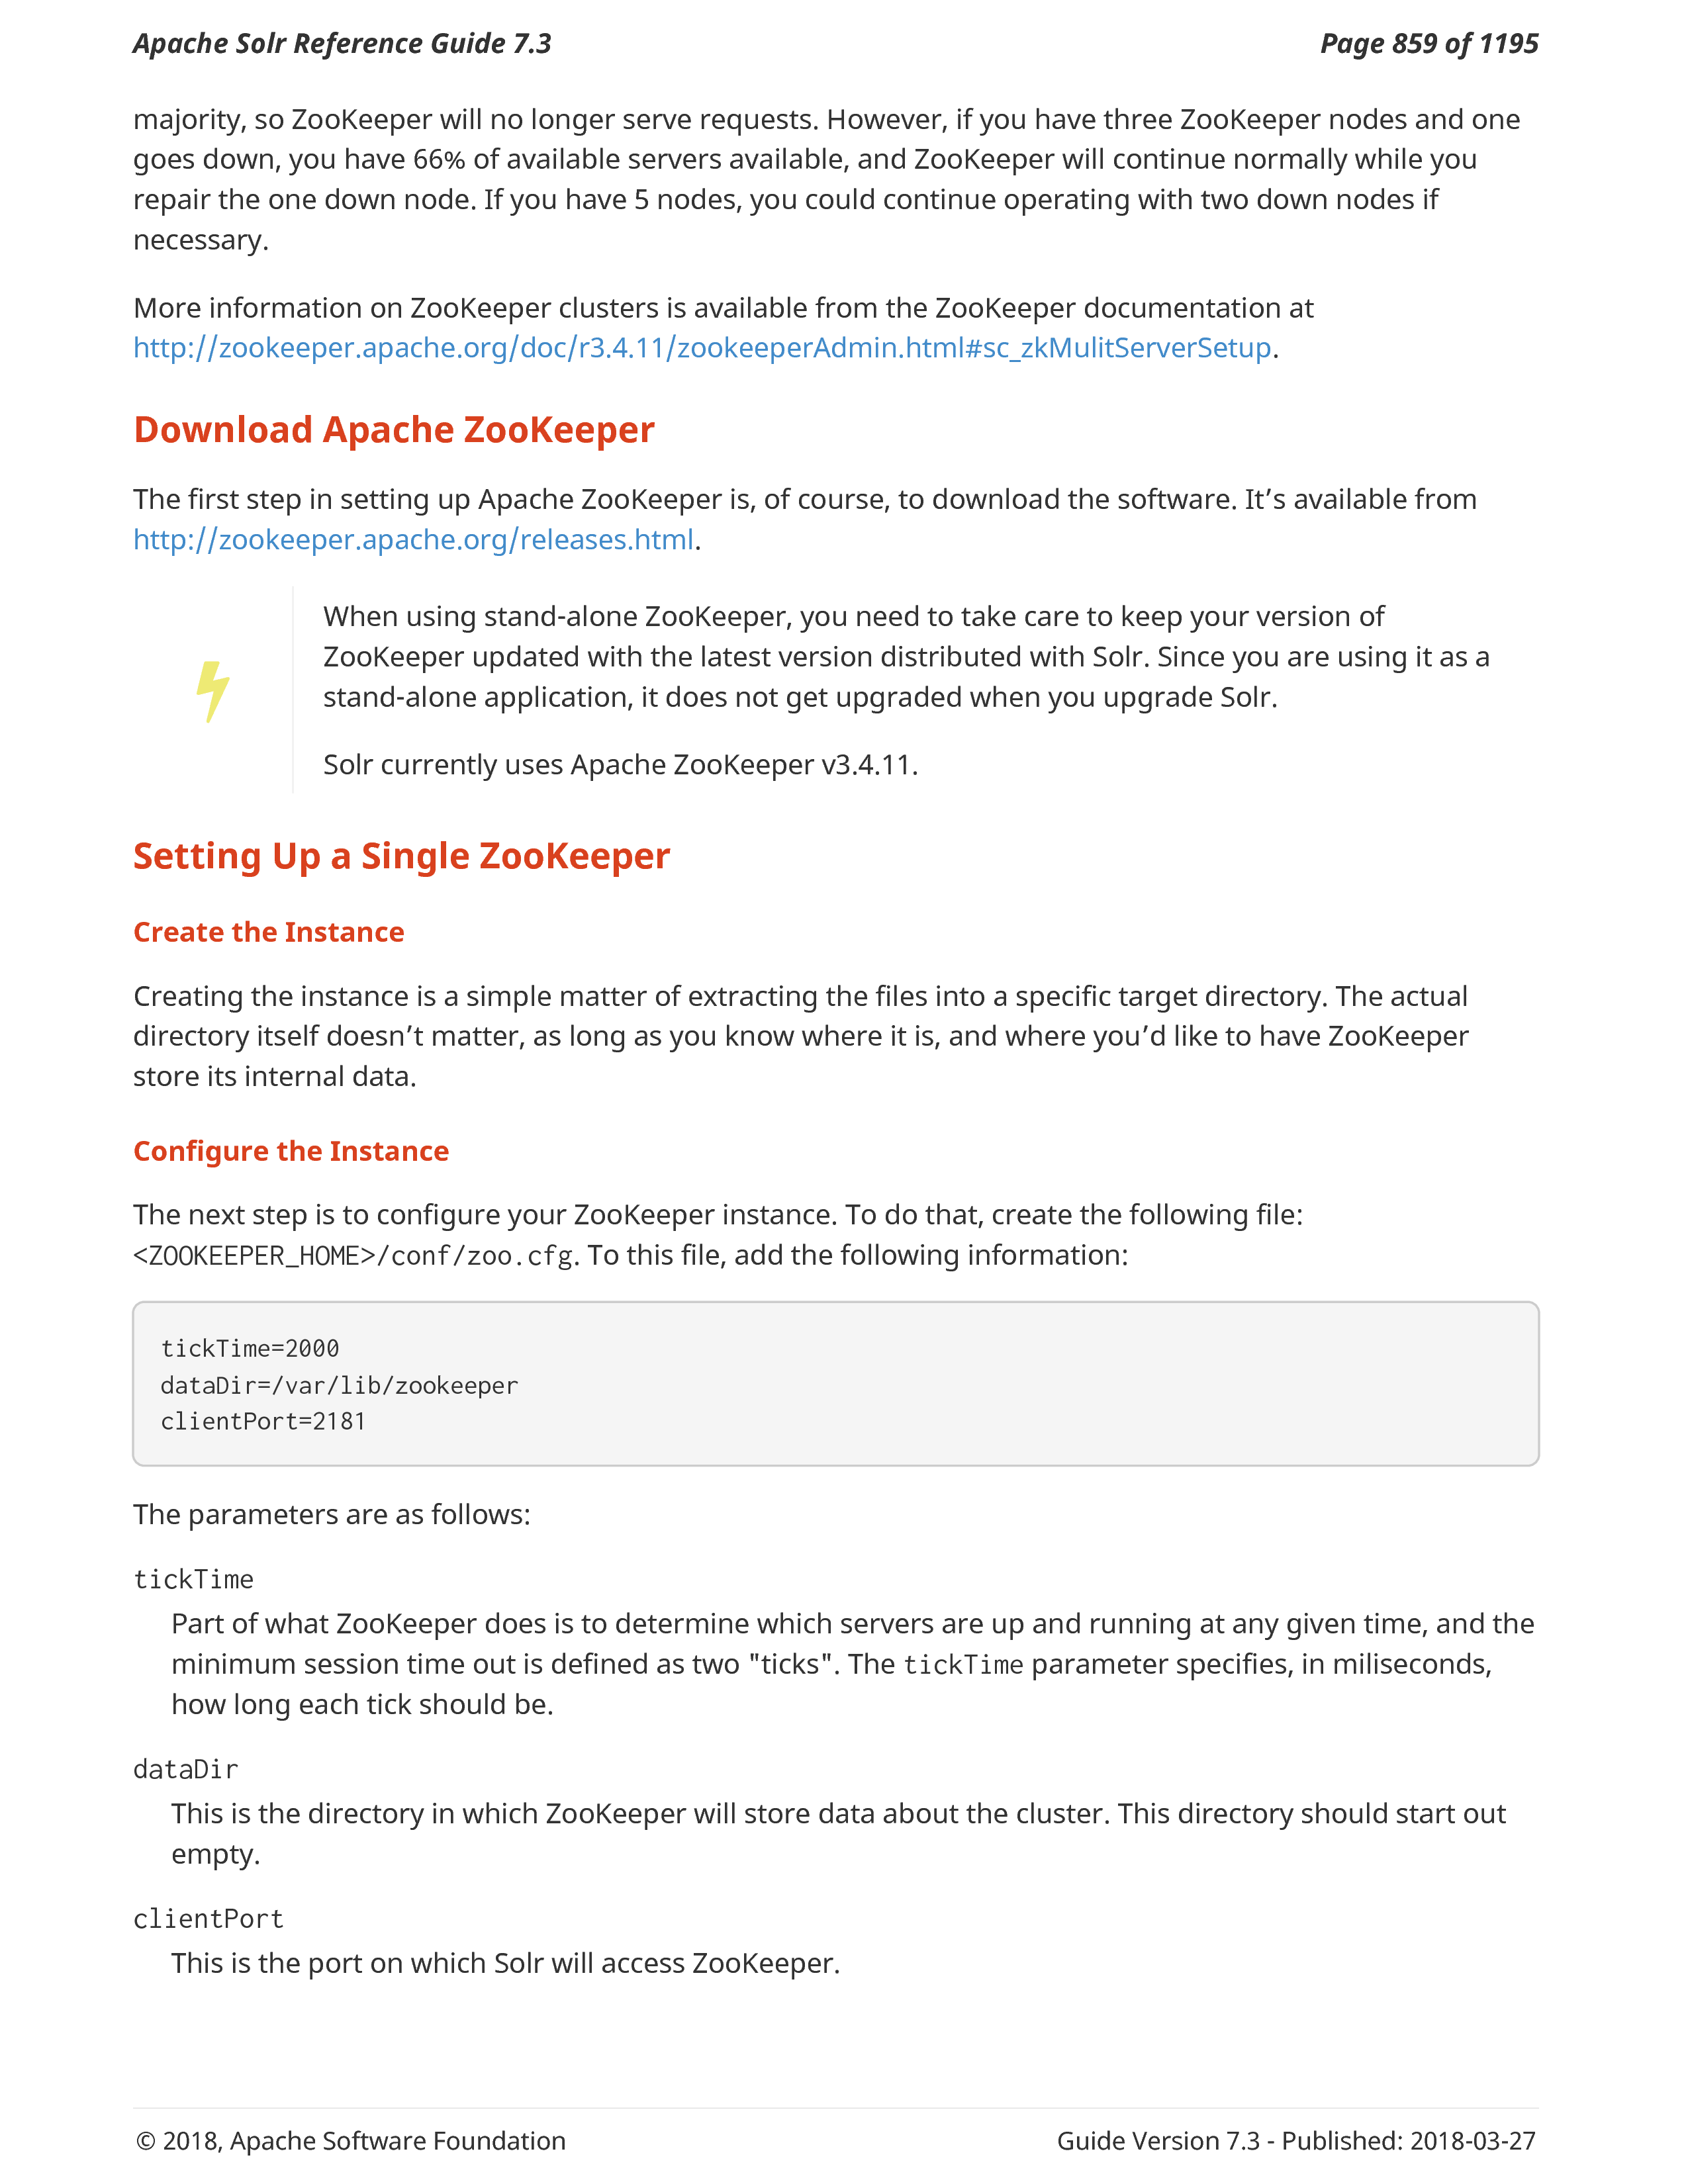 Apache Solr Reference Guide 7.3
Page 859 of 1195
majority, so ZooKeeper will no longer serve requests. However, if you have three ZooKeeper nodes and one
goes down, you have 66% of available servers available, and ZooKeeper will continue normally while you
repair the one down node. If you have 5 nodes, you could continue operating with two down nodes if
necessary.
More information on ZooKeeper clusters is available from the ZooKeeper documentation at
http://zookeeper.apache.org/doc/r3.4.11/zookeeperAdmin.html#sc_zkMulitServerSetup.
Download Apache ZooKeeper
The first step in setting up Apache ZooKeeper is, of course, to download the software. It’s available from
http://zookeeper.apache.org/releases.html.
When using stand-alone ZooKeeper, you need to take care to keep your version of
ZooKeeper updated with the latest version distributed with Solr. Since you are using it as a
stand-alone application, it does not get upgraded when you upgrade Solr.
Solr currently uses Apache ZooKeeper v3.4.11.
Setting Up a Single ZooKeeper
Create the Instance
Creating the instance is a simple matter of extracting the files into a specific target directory. The actual
directory itself doesn’t matter, as long as you know where it is, and where you’d like to have ZooKeeper
store its internal data.
Configure the Instance
The next step is to configure your ZooKeeper instance. To do that, create the following file:
<ZOOKEEPER_HOME>/conf/zoo.cfg. To this file, add the following information:
tickTime=2000
dataDir=/var/lib/zookeeper
clientPort=2181
The parameters are as follows:
tickTime
Part of what ZooKeeper does is to determine which servers are up and running at any given time, and the
minimum session time out is defined as two "ticks". The tickTime parameter specifies, in miliseconds,
how long each tick should be.
dataDir
This is the directory in which ZooKeeper will store data about the cluster. This directory should start out
empty.
clientPort
This is the port on which Solr will access ZooKeeper.
© 2018, Apache Software Foundation
Guide Version 7.3 - Published: 2018-03-27